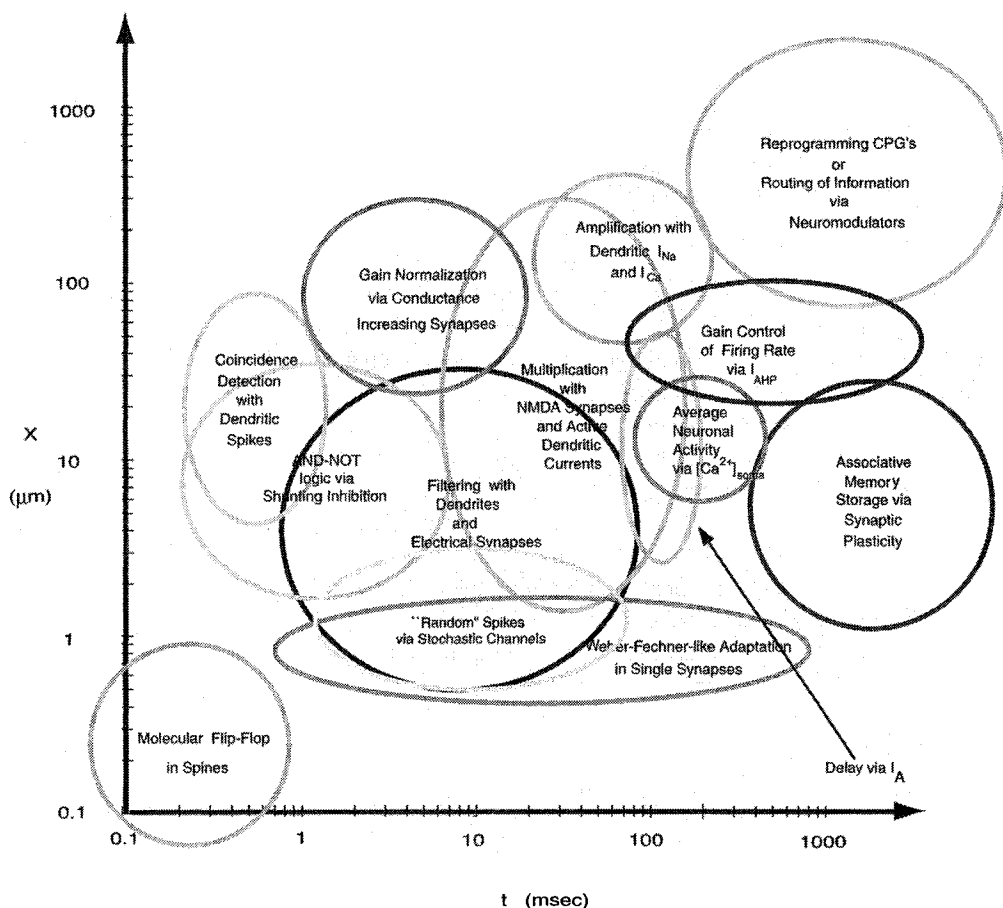 1000
Reprogramming CPG's
or
Routing of Information
via
Neuromodulators
Amplification with
Dendritic I Na
and I Ca
100
Gain Normalization
via Conductance
Increasing Synapses
Gain Control
of Firing Rate
via I AHP
Coincidence
Detection
with
Dendritic
Spikes
Multiplication
with
NMDA Synapses
and Active
Dendritic
Currents
Average
Neuronal
Activity
via [Ca2+]soma
X
(μm)
10
AND-NOT
logic via
Shunting Inhibition
Filtering with
Dendrites
and
Electrical Synapses
Associative
Memory
Storage via
Synaptic
Plasticity
1
``Random" Spikes
via Stochastic Channels
Weber-Fechner-like Adaptation
in Single Synapses
Molecular Flip-Flop
in Spines
Delay via I A
0.1
0.1 1 10 100 1000
t (msec)